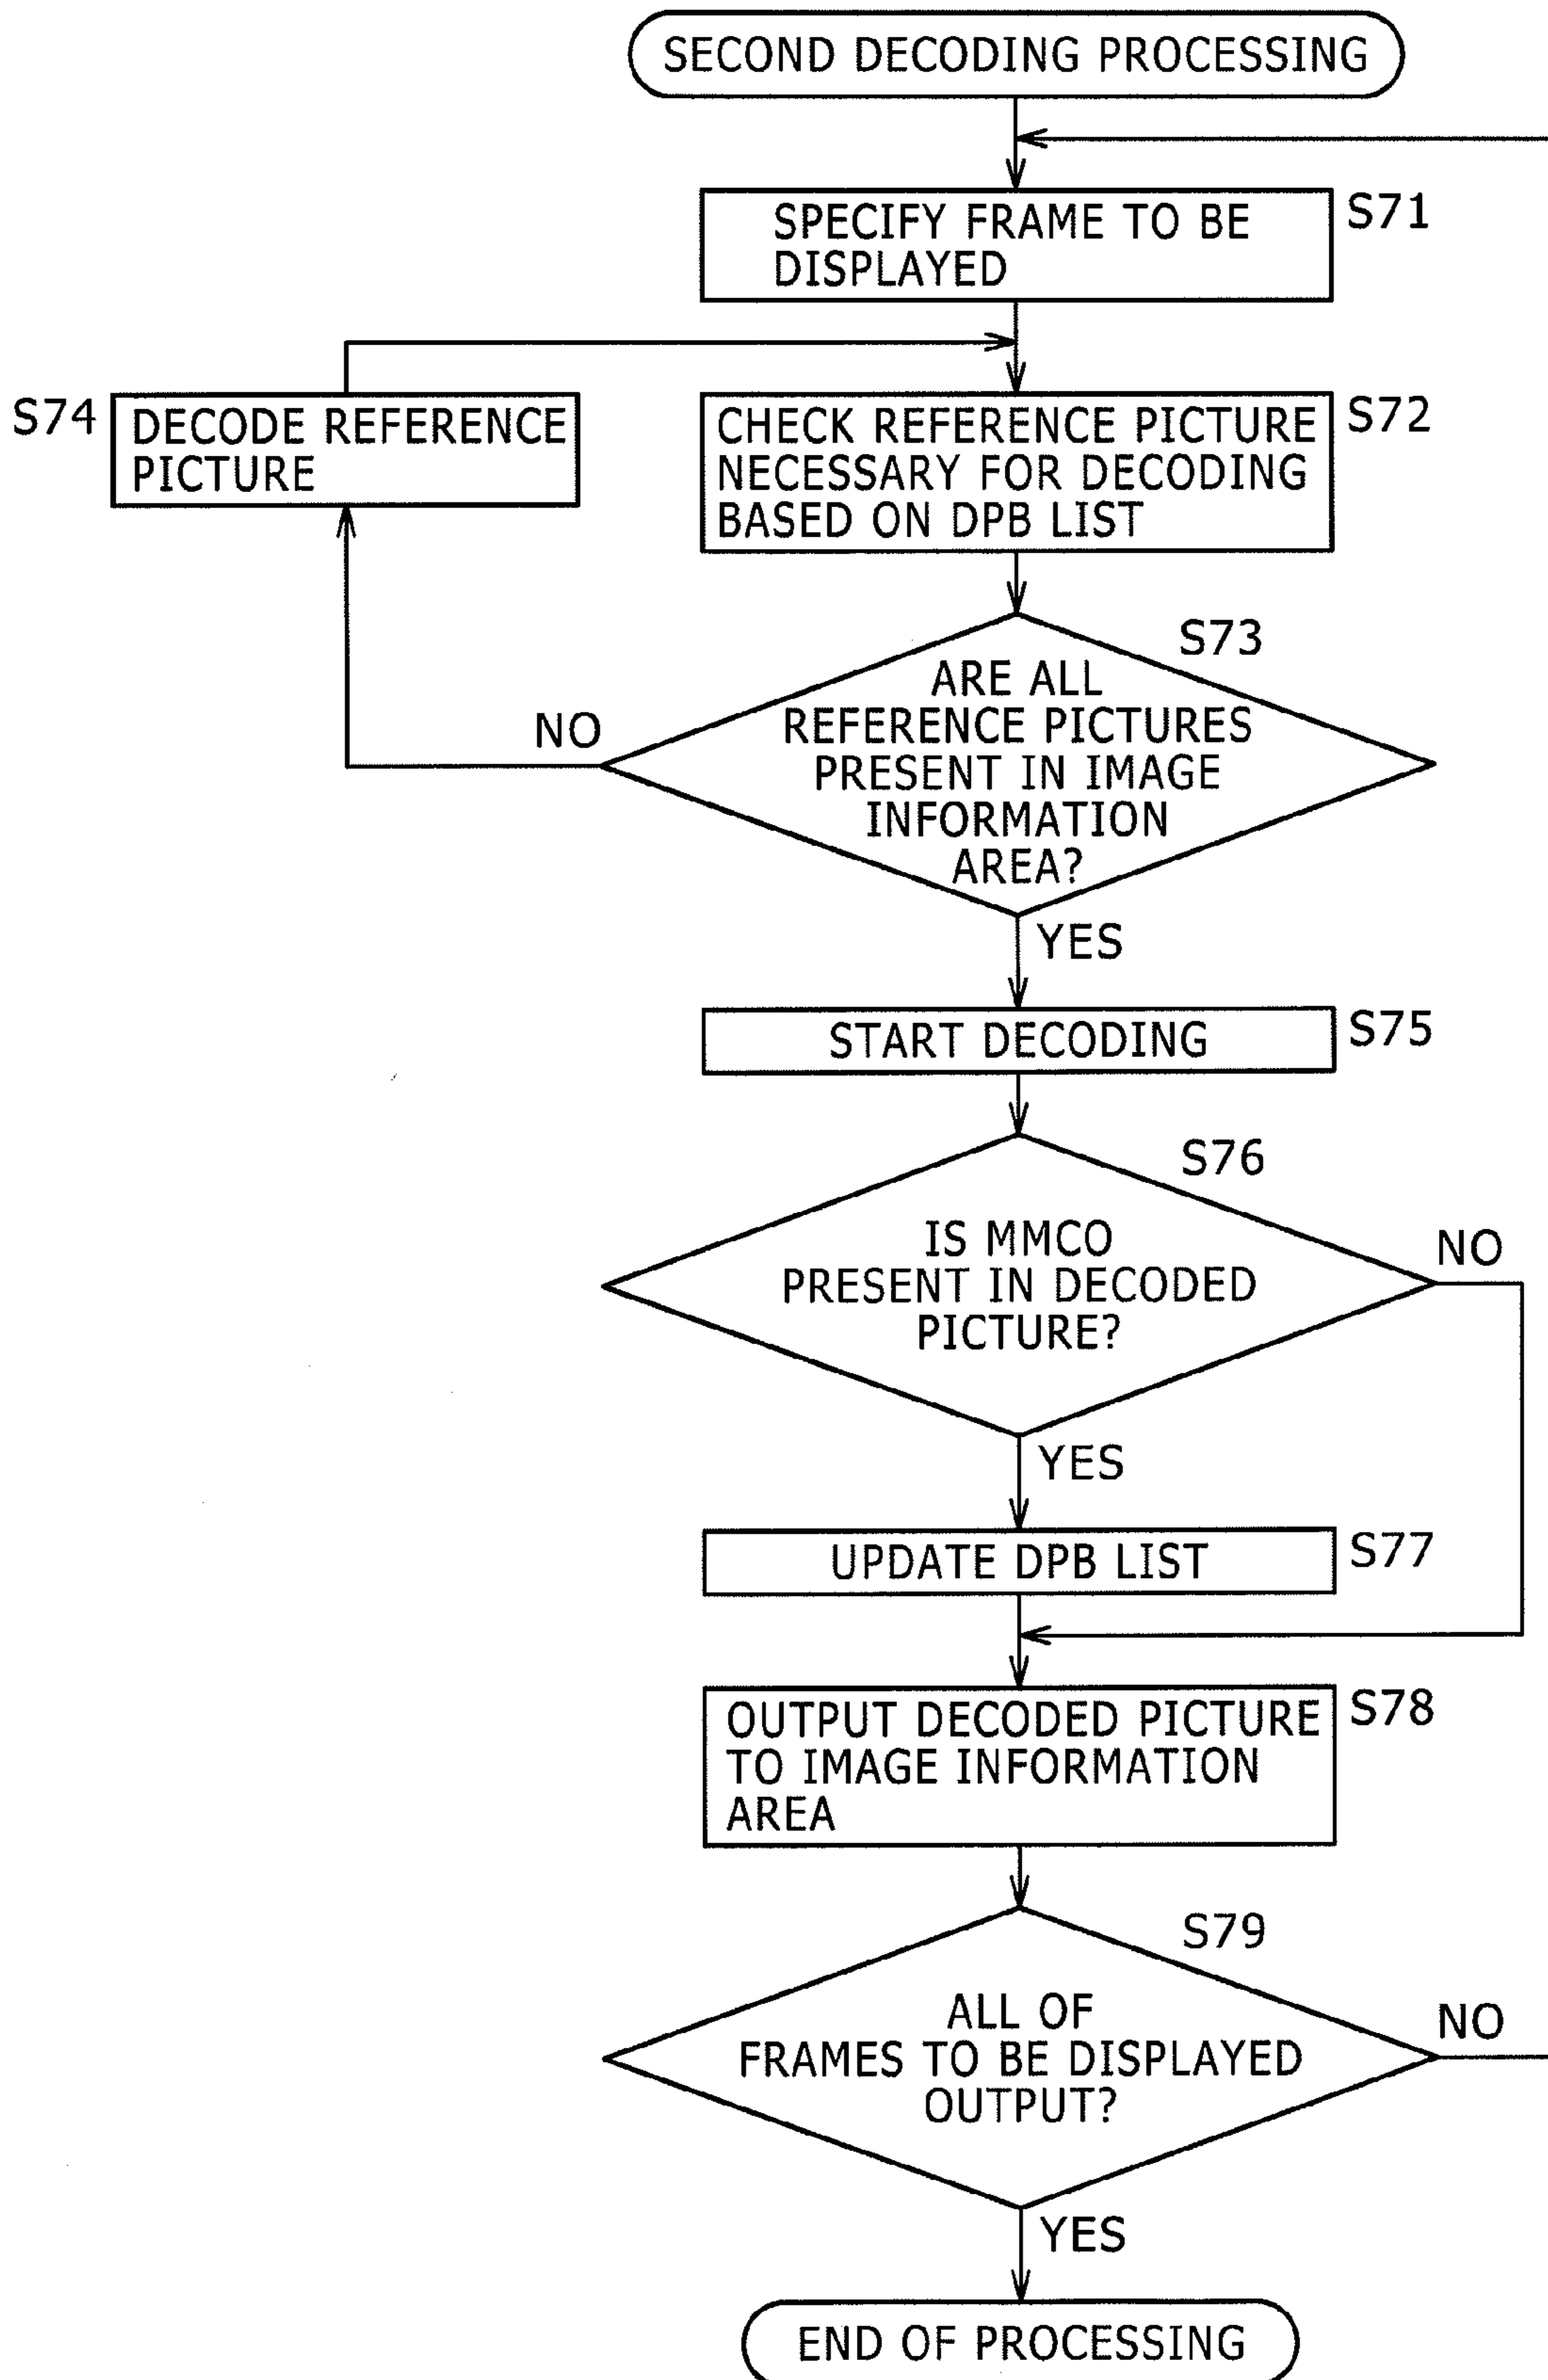 SECOND DECODING PROCESSING
S71
SPECIFY FRAME TO BE
DISPLAYED
S74
DECODE REFERENCE
PICTURE
S72
CHECK REFERENCE PICTURE
NECESSARY FOR DECODING
BASED ON DPB LIST
S73
ARE ALL
REFERENCE PICTURES
PRESENT IN IMAGE
INFORMATION
AREA?
NO
YES
START DECODING
S75
S76
IS MMCO
PRESENT IN DECODED
PICTURE?
NO
YES
UPDATE DPB LIST
S77
OUTPUT DECODED PICTURE
TO IMAGE INFORMATION
AREA
S78
S79
ALL OF
FRAMES TO BE DISPLAYED
OUTPUT?
NO
YES
END OF PROCESSING